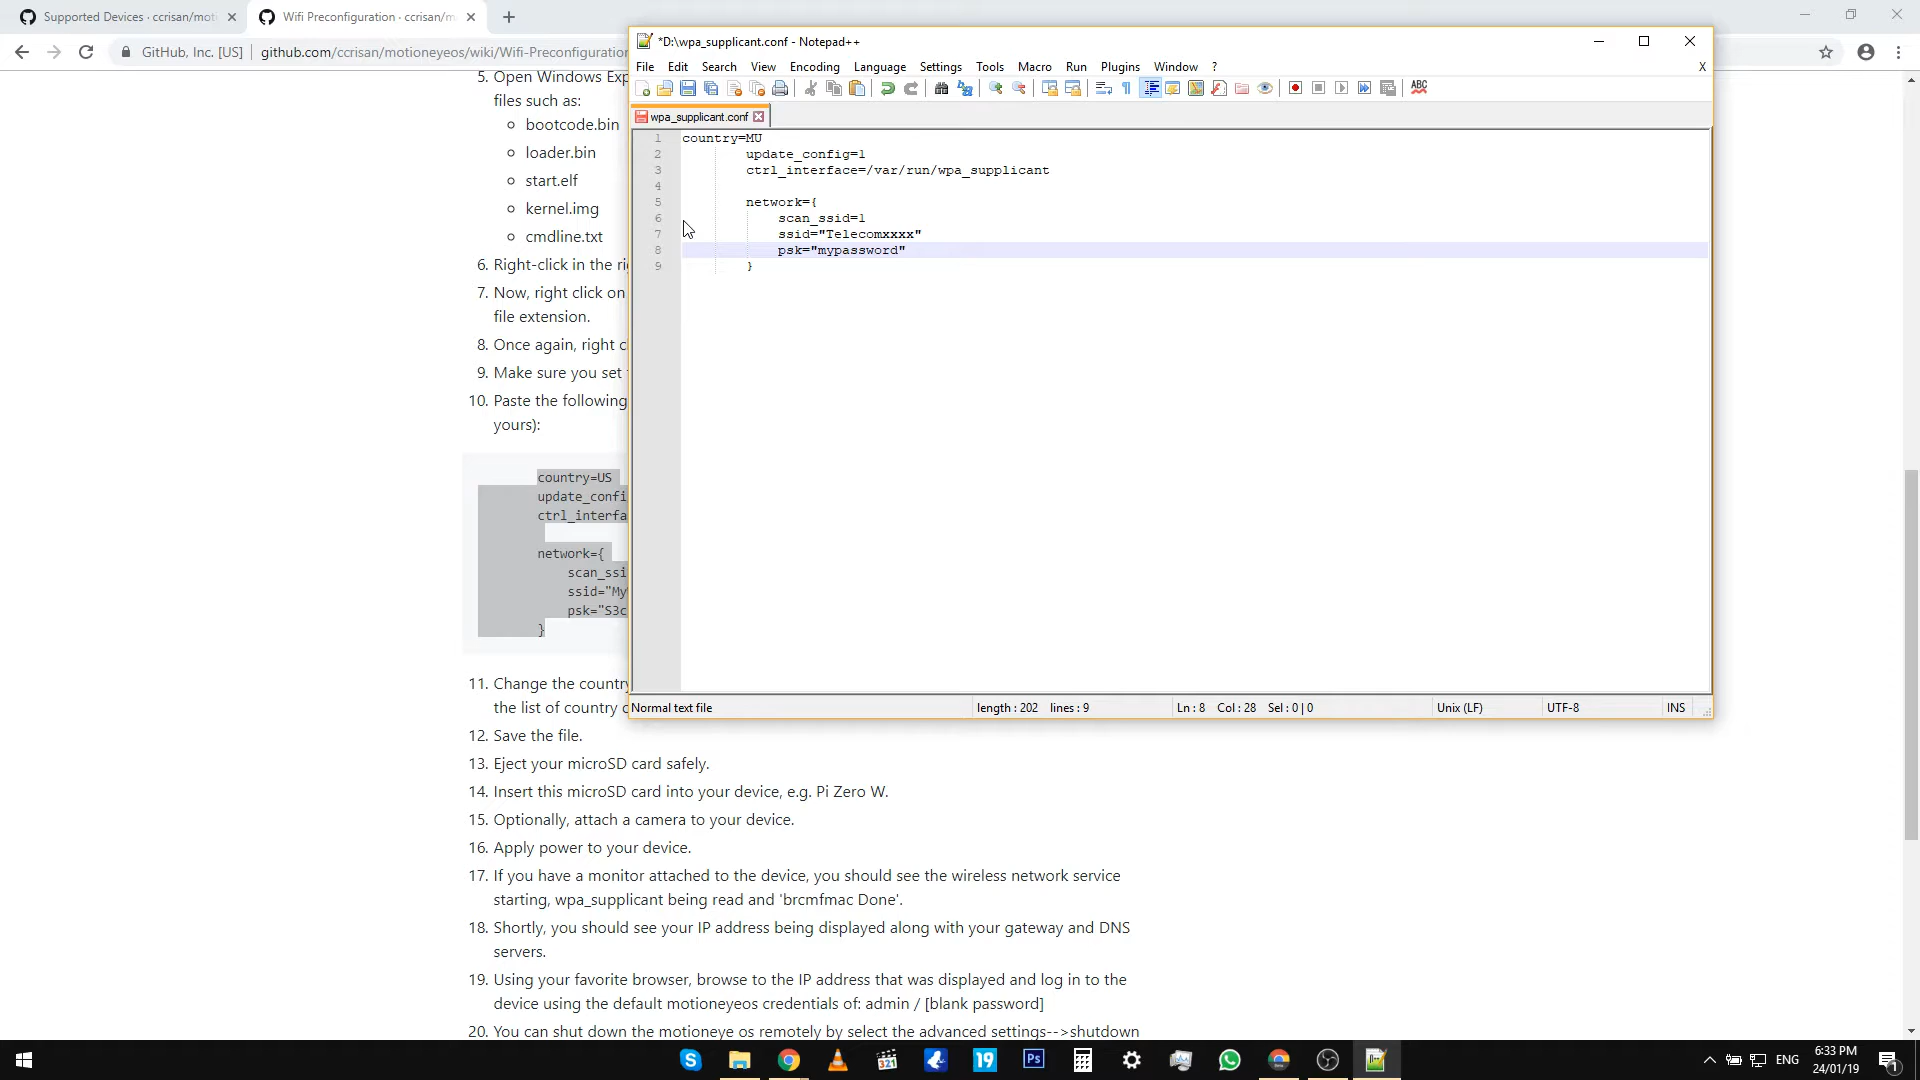 Supported Devices · ccrisan/moti
Wifi Preconfiguration · ccrisan/m
GitHub, Inc. [US]
github.com/ccrisan/motioneyeos/wiki/Wifi-Preconfiguration
*D:\wpa_supplicant.conf - Notepad++
File Edit Search View Encoding Language Settings Tools Macro Run Plugins Window ? X
ABC
wpa_supplicant.conf
1 country=MU
2 update_config=1
3 ctrl_interface=/var/run/wpa_supplicant
4
5 network={
6 scan_ssid=1
7 ssid="Telecomxxxx"
8 psk="mypassword"
9 }
Normal text file length : 202 lines : 9 Ln : 8 Col : 28 Sel : 0 | 0 Unix (LF) UTF-8 INS
5. Open Windows Exp
files such as:
bootcode.bin
loader.bin
start.elf
kernel.img
cmdline.txt
6. Right-click in the ri
7. Now, right click on
file extension.
8. Once again, right c
9. Make sure you set
10. Paste the following
yours):
country=US
update_confi
ctrl_interfa
network={
scan_ssi
ssid="My
psk="S3c
}
11. Change the country
the list of country c
12. Save the file.
13. Eject your microSD card safely.
14. Insert this microSD card into your device, e.g. Pi Zero W.
15. Optionally, attach a camera to your device.
16. Apply power to your device.
17. If you have a monitor attached to the device, you should see the wireless network service
starting, wpa_supplicant being read and 'brcmfmac Done'.
18. Shortly, you should see your IP address being displayed along with your gateway and DNS
servers.
19. Using your favorite browser, browse to the IP address that was displayed and log in to the
device using the default motioneyeos credentials of: admin / [blank password]
20. You can shut down the motioneye os remotely by select the advanced settings-->shutdown
321
19
Ps
ENG
6:33 PM
24/01/19
1